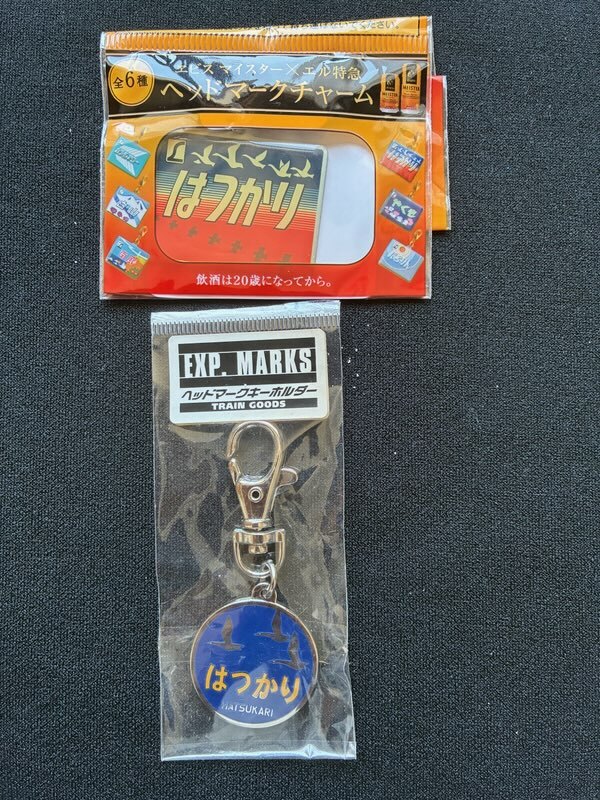 全6種
ヱビス マイスター×エル特急
ヘッドマークチャーム
はつかり
飲酒は20歳になってから。
EXP. MARKS
ヘッドマークキーホルダー
TRAIN GOODS
はつかり
HATSUKARI